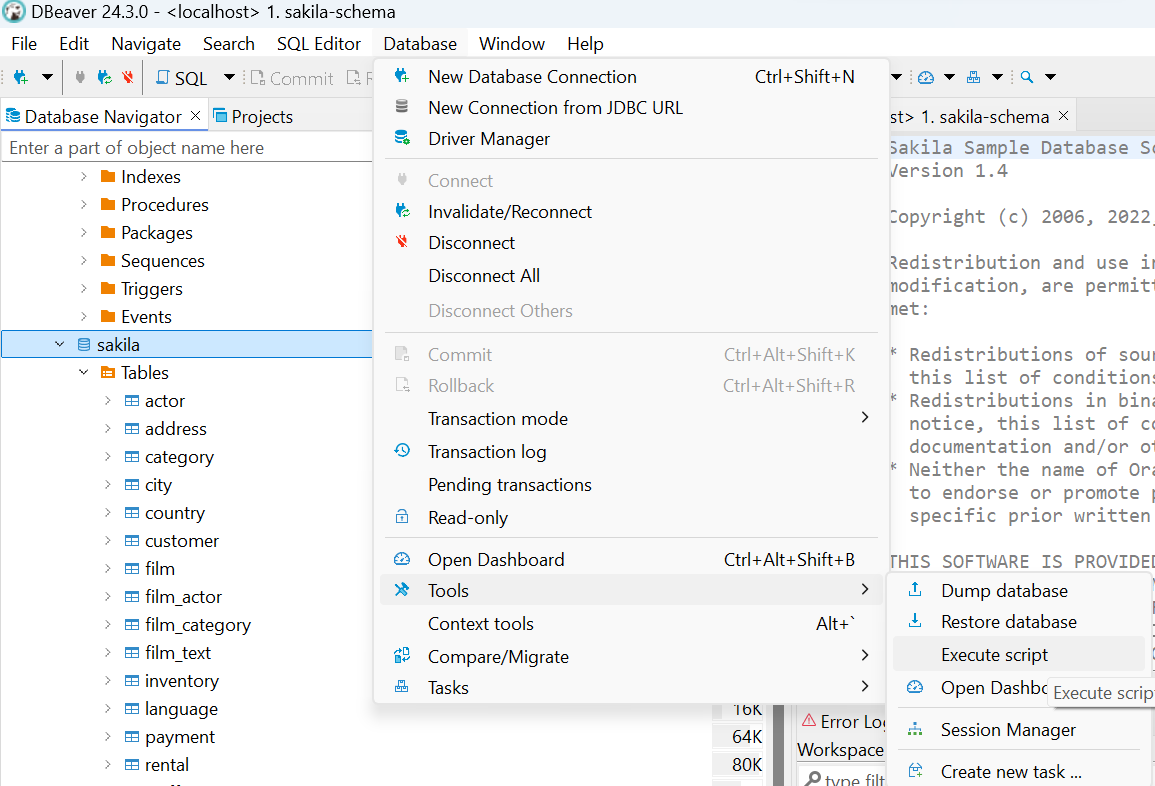 DBeaver 24.3.0 - <localhost> 1. sakila-schema
File Edit Navigate Search SQL Editor Database Window Help
SQL Commit
Database Navigator Projects
st> 1. sakila-schema
Enter a part of object name here
Indexes
Procedures
Packages
Sequences
Triggers
Events
sakila
Tables
actor
address
category
city
country
customer
film
film_actor
film_category
film_text
inventory
language
payment
rental
New Database Connection Ctrl+Shift+N
New Connection from JDBC URL
Driver Manager
Connect
Invalidate/Reconnect
Disconnect
Disconnect All
Disconnect Others
Commit Ctrl+Alt+Shift+K
Rollback Ctrl+Alt+Shift+R
Transaction mode
Transaction log
Pending transactions
Read-only
Open Dashboard Ctrl+Alt+Shift+B
Tools
Context tools Alt+`
Compare/Migrate
Tasks
Dump database
Restore database
Execute script
Open Dashbo
Execute scrip
Session Manager
Create new task ...
Sakila Sample Database Sc
Version 1.4
Copyright (c) 2006, 2022,
Redistribution and use in
modification, are permitt
met:
* Redistributions of sour
this list of conditions
* Redistributions in bina
notice, this list of co
documentation and/or ot
* Neither the name of Ora
to endorse or promote p
specific prior written
THIS SOFTWARE IS PROVIDED
16K
64K
80K
Error Log
Workspace
type filt